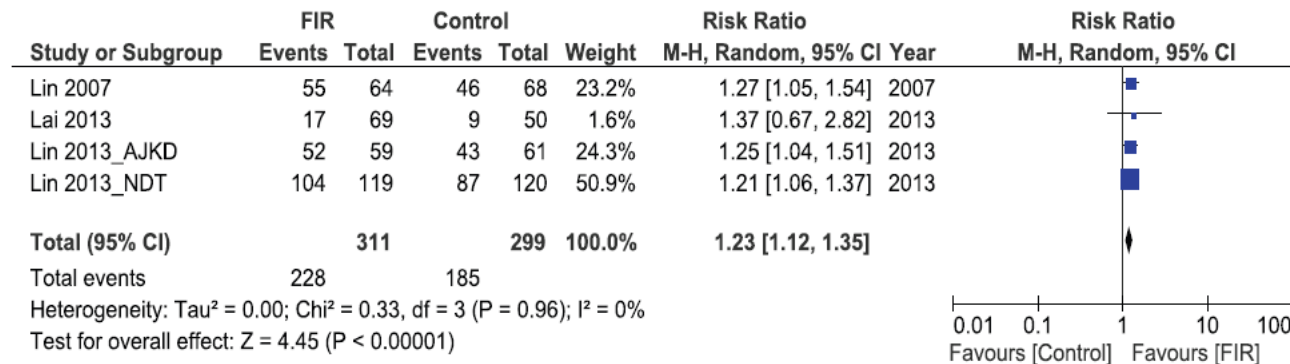 FIR Control Risk Ratio Risk Ratio
Study or Subgroup Events Total Events Total Weight M-H, Random, 95% CI Year M-H, Random, 95% CI
Lin 2007 55 64 46 68 23.2% 1.27 [1.05, 1.54] 2007
Lai 2013 17 69 9 50 1.6% 1.37 [0.67, 2.82] 2013
Lin 2013_AJKD 52 59 43 61 24.3% 1.25 [1.04, 1.51] 2013
Lin 2013_NDT 104 119 87 120 50.9% 1.21 [1.06, 1.37] 2013
Total (95% CI) 311 299 100.0% 1.23 [1.12, 1.35]
Total events 228 185
Heterogeneity: Tau² = 0.00; Chi² = 0.33, df = 3 (P = 0.96); I² = 0%
Test for overall effect: Z = 4.45 (P < 0.00001)
0.01 0.1 1 10 100
Favours [Control] Favours [FIR]